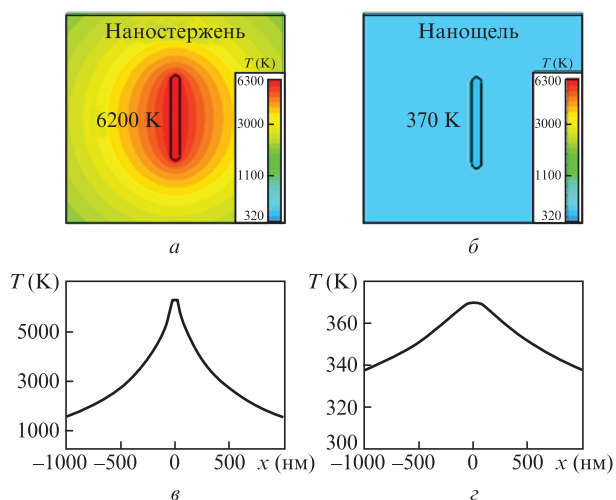 Наностержень
T (K)
6300
6200 K
3000
1100
320
а
Нанощель
T (K)
6300
370 K
3000
1100
320
б
T (K)
5000
3000
1000
–1000 –500 0 500 x (нм)
в
T (K)
360
340
320
300
–1000 –500 0 500 x (нм)
г